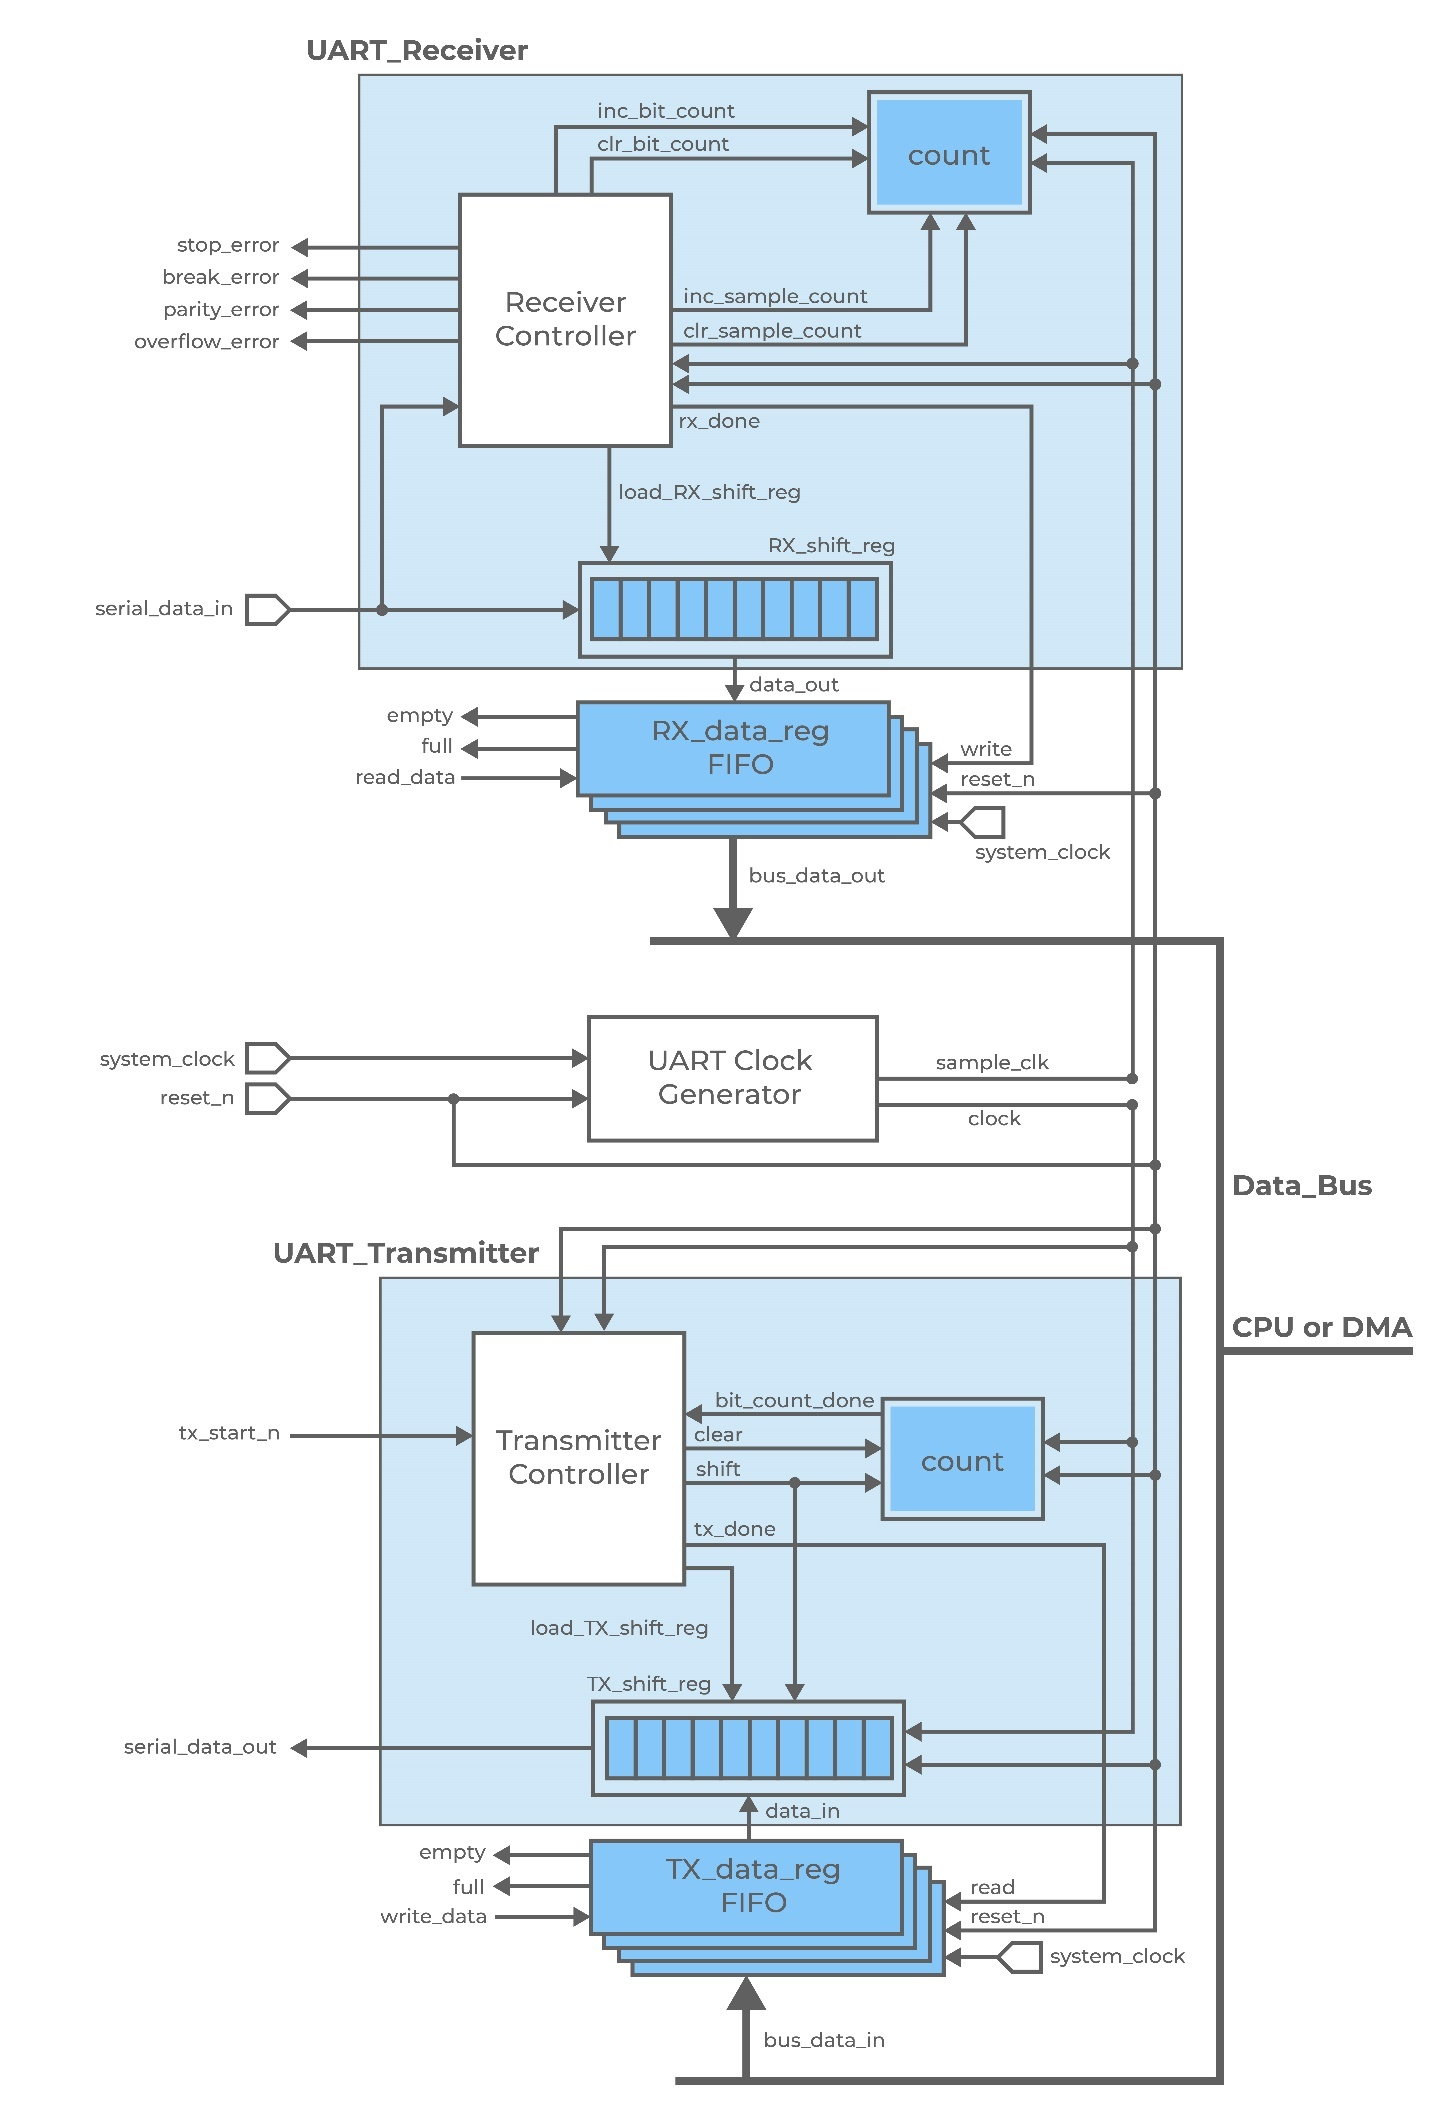 UART_Receiver
inc_bit_count
clr_bit_count
count
stop_error
break_error
parity_error
overflow_error
Receiver
Controller
inc_sample_count
clr_sample_count
rx_done
load_RX_shift_reg
RX_shift_reg
serial_data_in
data_out
empty
full
read_data
RX_data_reg
FIFO
write
reset_n
system_clock
bus_data_out
system_clock
reset_n
UART Clock
Generator
sample_clk
clock
Data_Bus
UART_Transmitter
CPU or DMA
tx_start_n
Transmitter
Controller
bit_count_done
clear
shift
count
tx_done
load_TX_shift_reg
TX_shift_reg
serial_data_out
data_in
empty
full
write_data
TX_data_reg
FIFO
read
reset_n
system_clock
bus_data_in